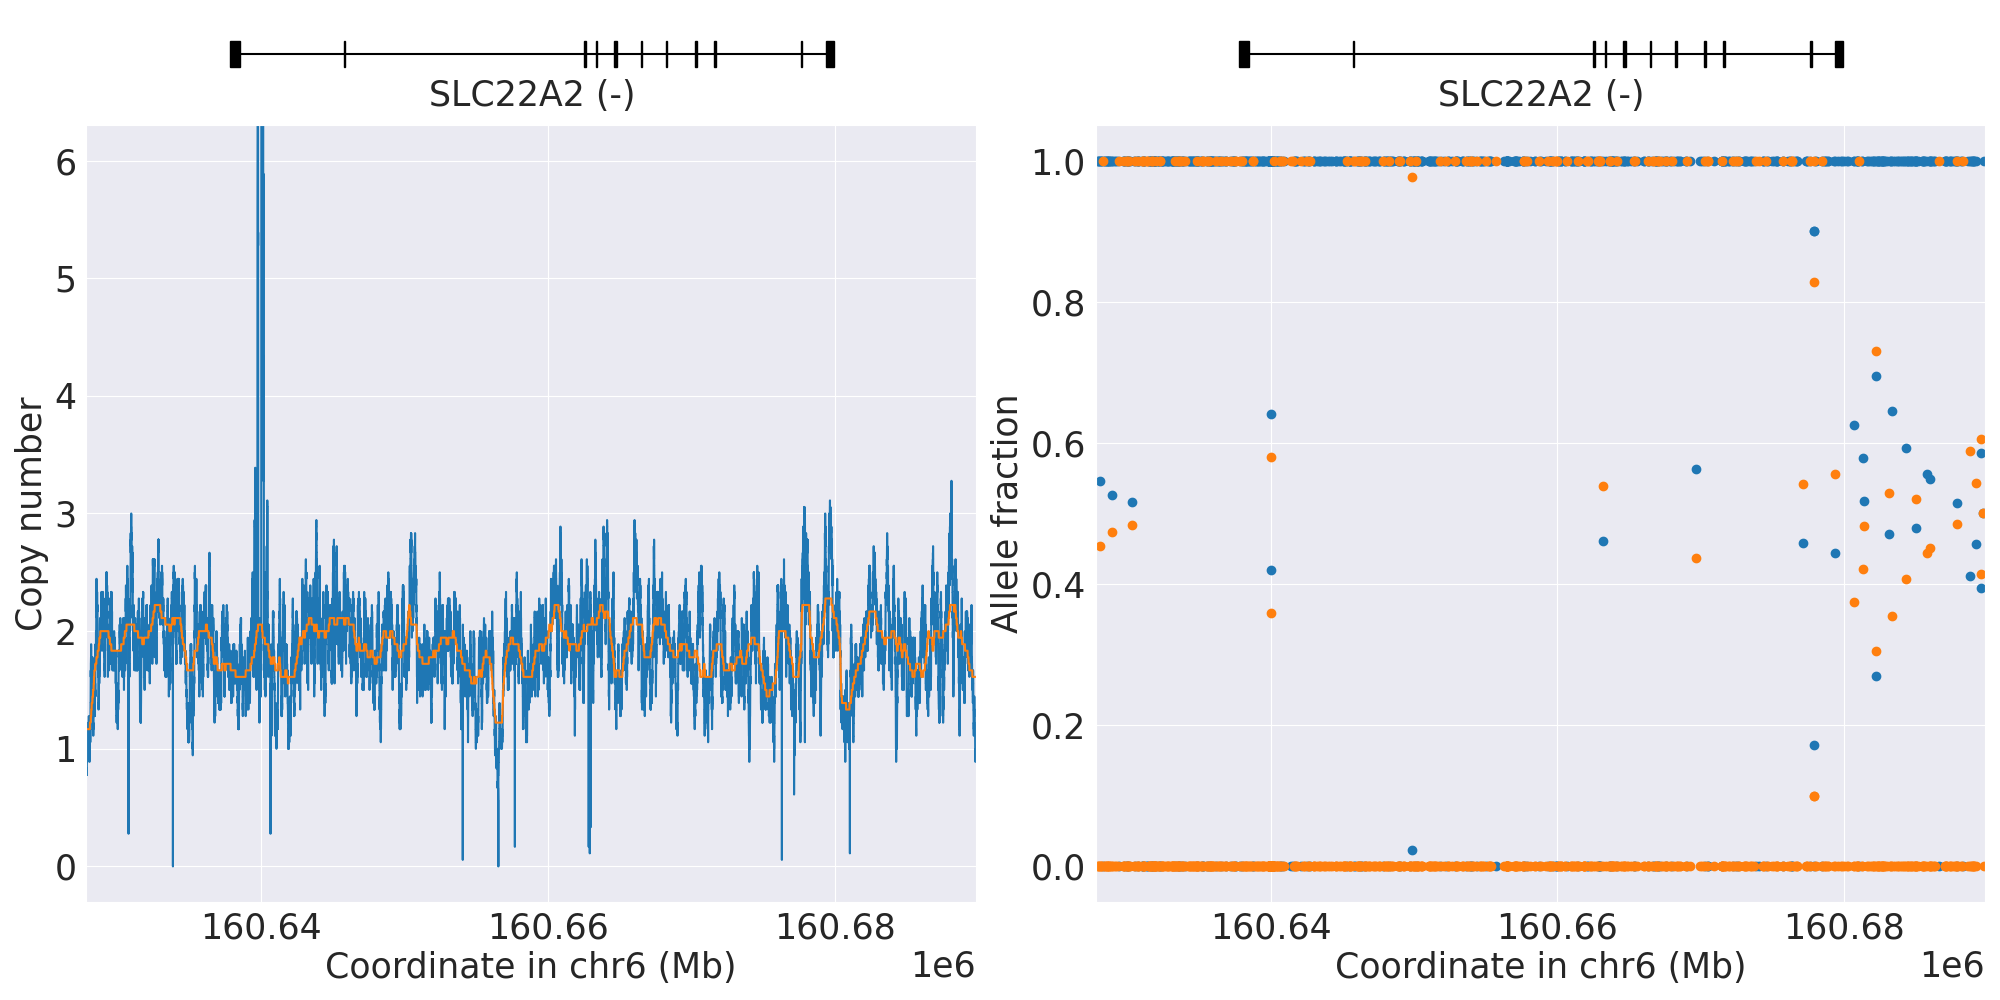 SLC22A2 (-)
6
5
4
3
2
1
0
Copy number
160.64
160.66
160.68
Coordinate in chr6 (Mb)
1e6
SLC22A2 (-)
1.0
0.8
0.6
0.4
0.2
0.0
Allele fraction
160.64
160.66
160.68
Coordinate in chr6 (Mb)
1e6